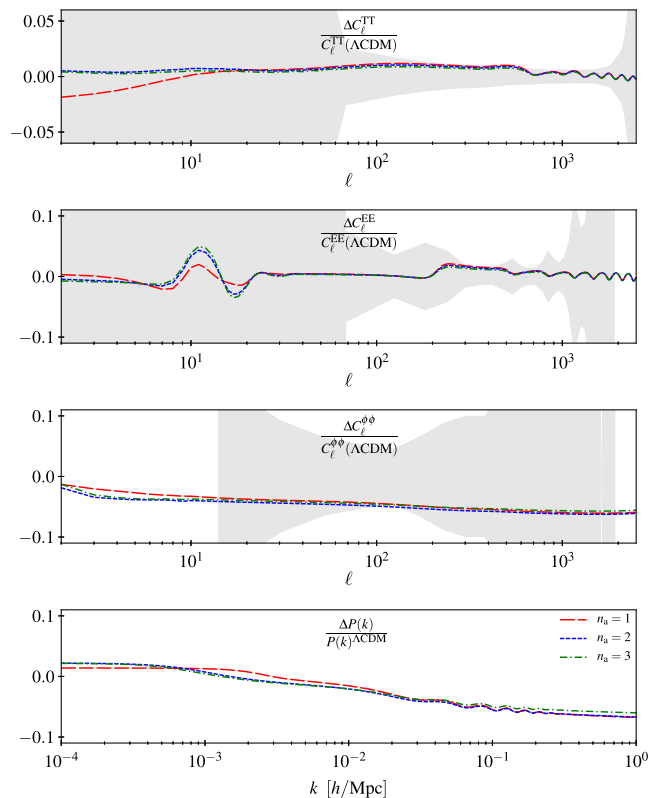 0.05
0.00
−0.05
ΔC_ℓ^TT
C_ℓ^TT(ΛCDM)
10^1 10^2 10^3
ℓ
0.1
0.0
−0.1
ΔC_ℓ^EE
C_ℓ^EE(ΛCDM)
10^1 10^2 10^3
ℓ
0.1
0.0
−0.1
ΔC_ℓ^ϕϕ
C_ℓ^ϕϕ(ΛCDM)
10^1 10^2 10^3
ℓ
0.1
0.0
−0.1
ΔP(k)
P(k)^ΛCDM
n_a = 1
n_a = 2
n_a = 3
10^−4 10^−3 10^−2 10^−1 10^0
k [h/Mpc]